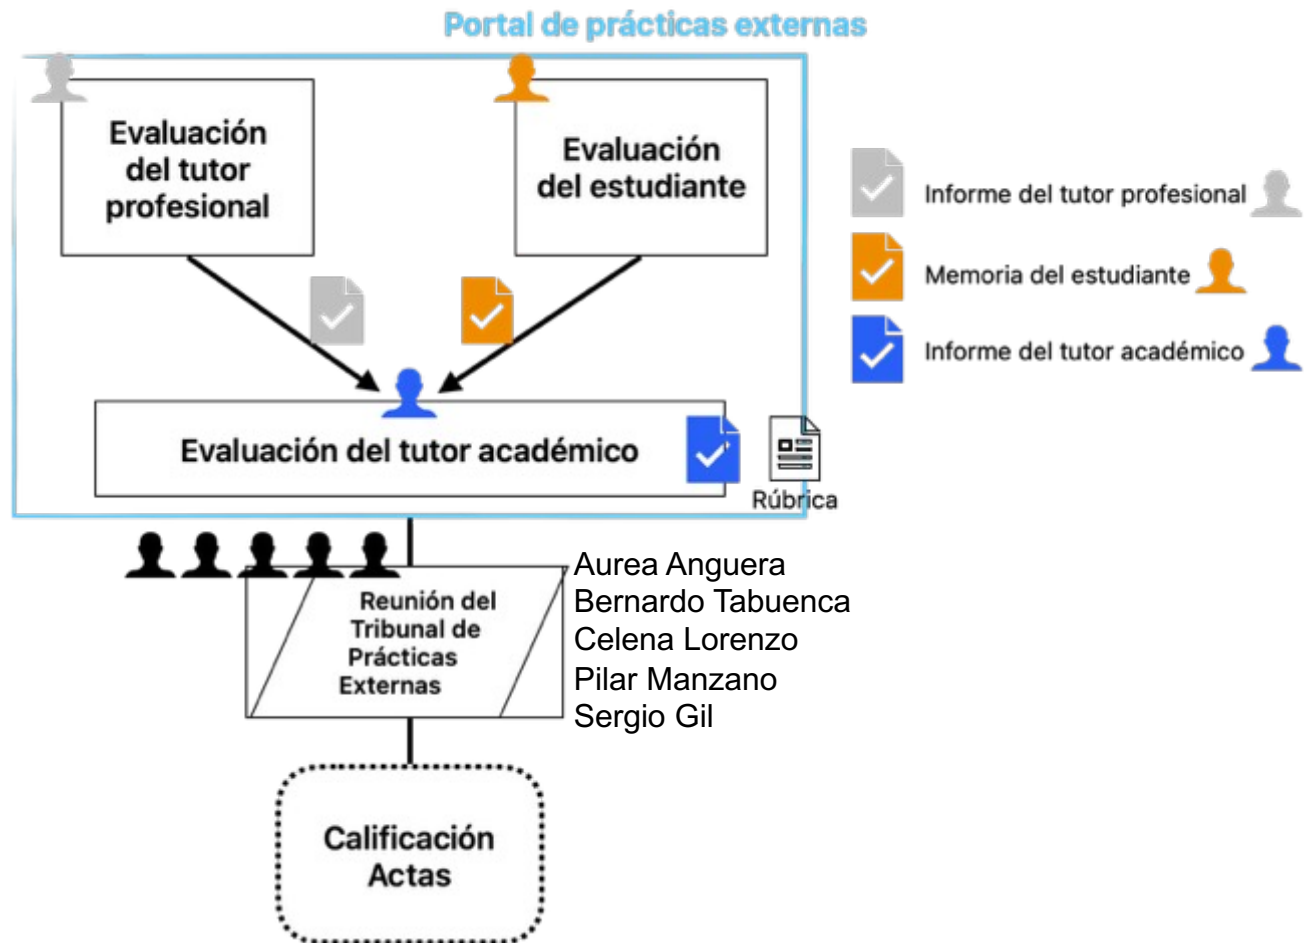 Portal de prácticas externas
Evaluación
del tutor
profesional
Evaluación
del estudiante
Informe del tutor profesional
Memoria del estudiante
Informe del tutor académico
Evaluación del tutor académico
Rúbrica
Reunión del
Tribunal de
Prácticas
Externas
Aurea Anguera
Bernardo Tabuenca
Celena Lorenzo
Pilar Manzano
Sergio Gil
Calificación
Actas